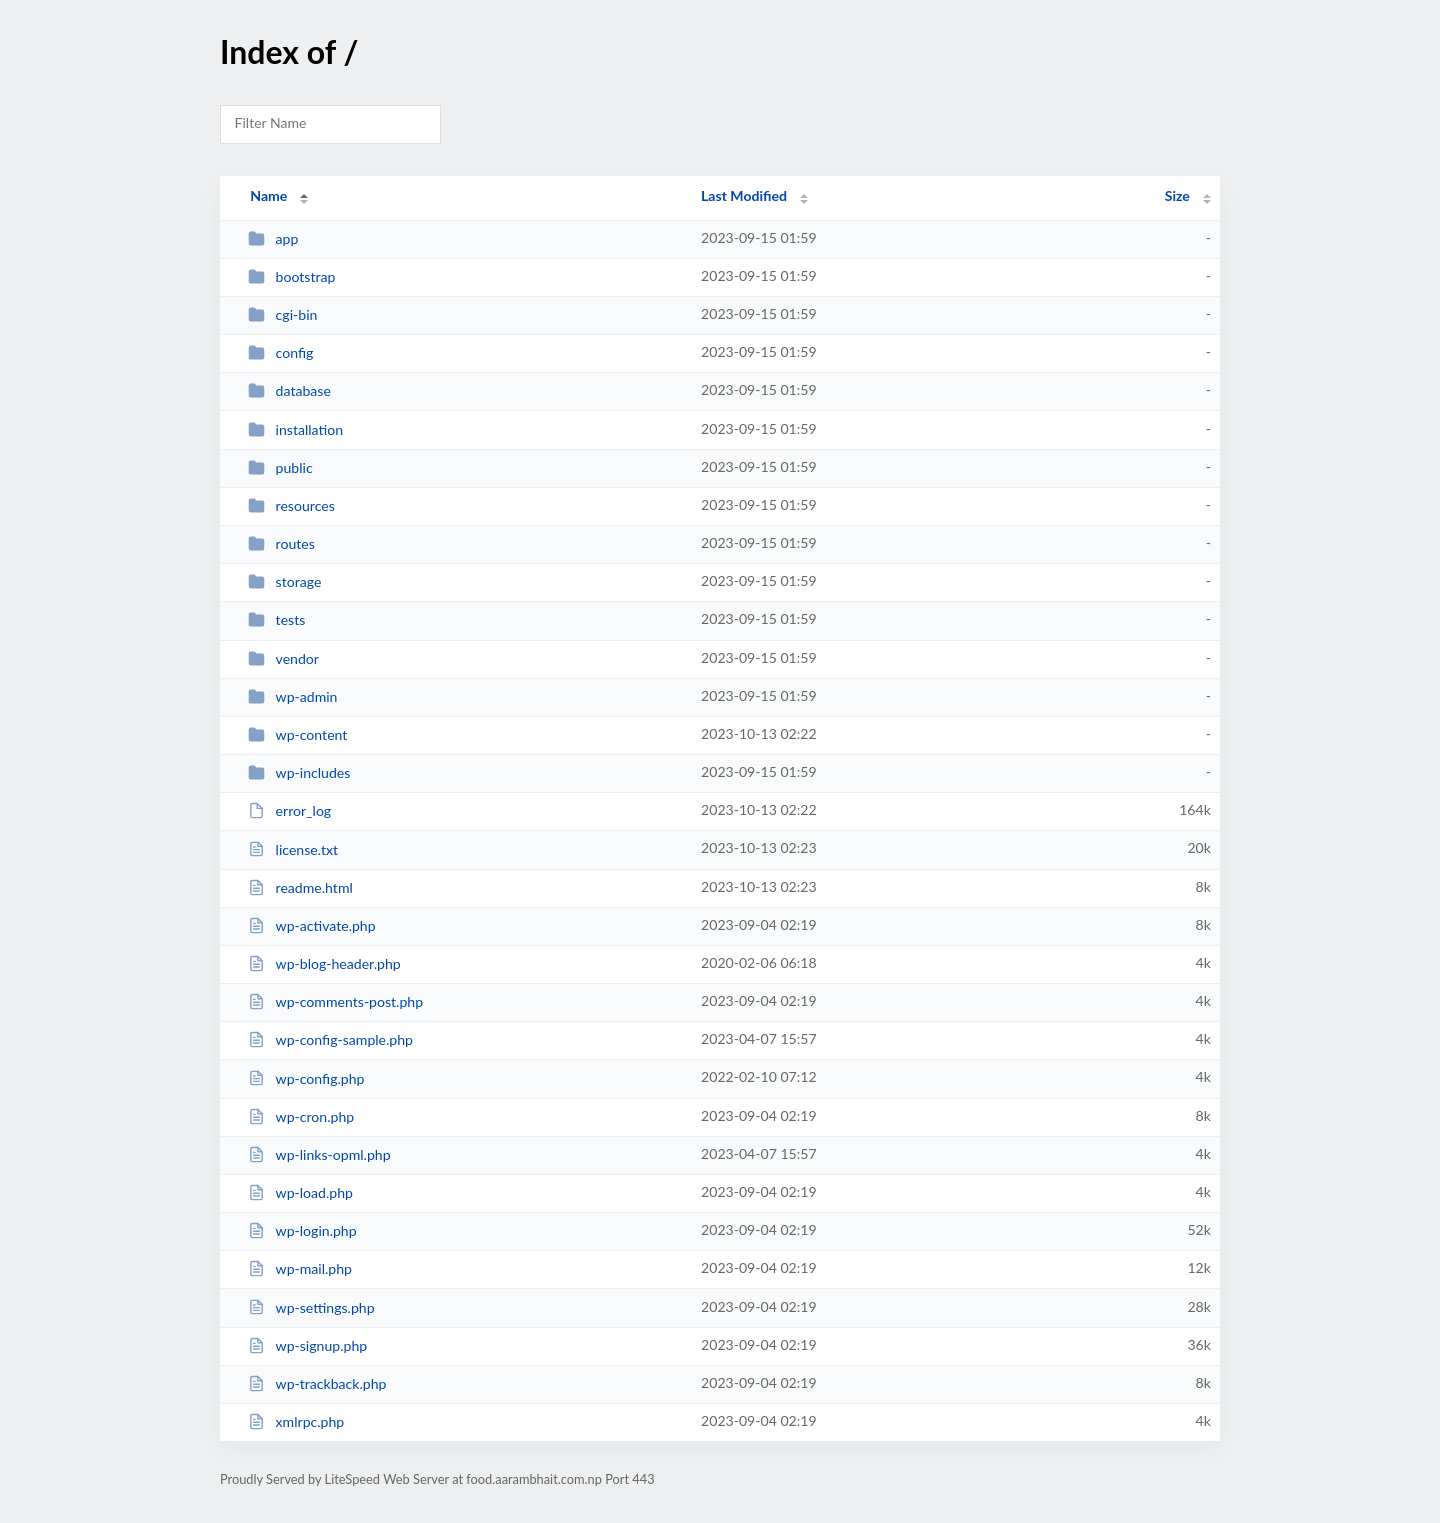 Index of /
Filter Name
Name Last Modified Size
app 2023-09-15 01:59 -
bootstrap 2023-09-15 01:59 -
cgi-bin 2023-09-15 01:59 -
config 2023-09-15 01:59 -
database 2023-09-15 01:59 -
installation 2023-09-15 01:59 -
public 2023-09-15 01:59 -
resources 2023-09-15 01:59 -
routes 2023-09-15 01:59 -
storage 2023-09-15 01:59 -
tests 2023-09-15 01:59 -
vendor 2023-09-15 01:59 -
wp-admin 2023-09-15 01:59 -
wp-content 2023-10-13 02:22 -
wp-includes 2023-09-15 01:59 -
error_log 2023-10-13 02:22 164k
license.txt 2023-10-13 02:23 20k
readme.html 2023-10-13 02:23 8k
wp-activate.php 2023-09-04 02:19 8k
wp-blog-header.php 2020-02-06 06:18 4k
wp-comments-post.php 2023-09-04 02:19 4k
wp-config-sample.php 2023-04-07 15:57 4k
wp-config.php 2022-02-10 07:12 4k
wp-cron.php 2023-09-04 02:19 8k
wp-links-opml.php 2023-04-07 15:57 4k
wp-load.php 2023-09-04 02:19 4k
wp-login.php 2023-09-04 02:19 52k
wp-mail.php 2023-09-04 02:19 12k
wp-settings.php 2023-09-04 02:19 28k
wp-signup.php 2023-09-04 02:19 36k
wp-trackback.php 2023-09-04 02:19 8k
xmlrpc.php 2023-09-04 02:19 4k
Proudly Served by LiteSpeed Web Server at food.aarambhait.com.np Port 443